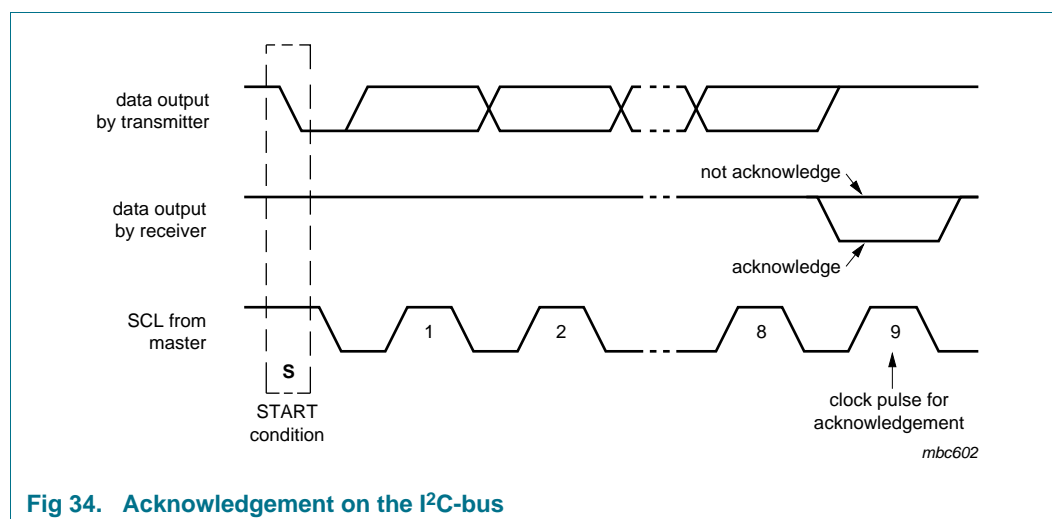 data output
by transmitter
not acknowledge
data output
by receiver
acknowledge
SCL from
master
1
2
8
9
S
START
condition
clock pulse for
acknowledgement
mbc602
Fig 34. Acknowledgement on the I²C-bus